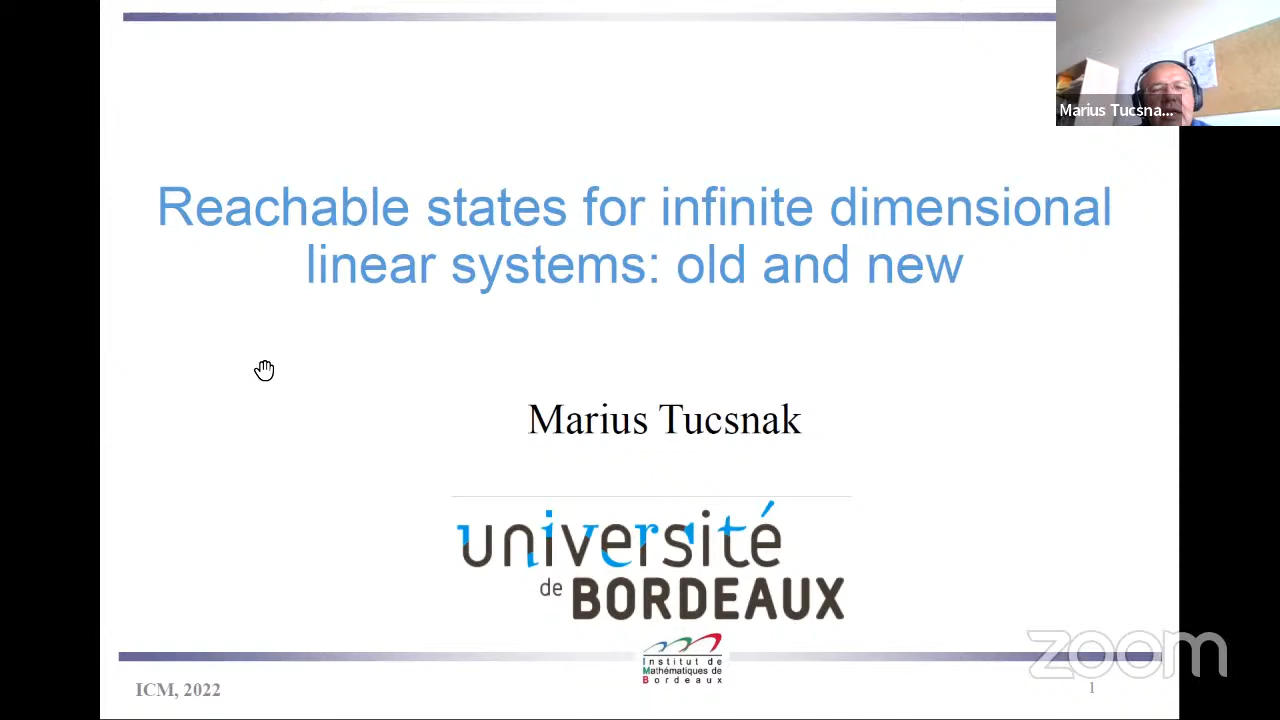 Marius Tucsna...
Reachable states for infinite dimensional
linear systems: old and new
Marius Tucsnak
université
de BORDEAUX
Institut de
Mathématiques de
Bordeaux
zoom
ICM, 2022
1